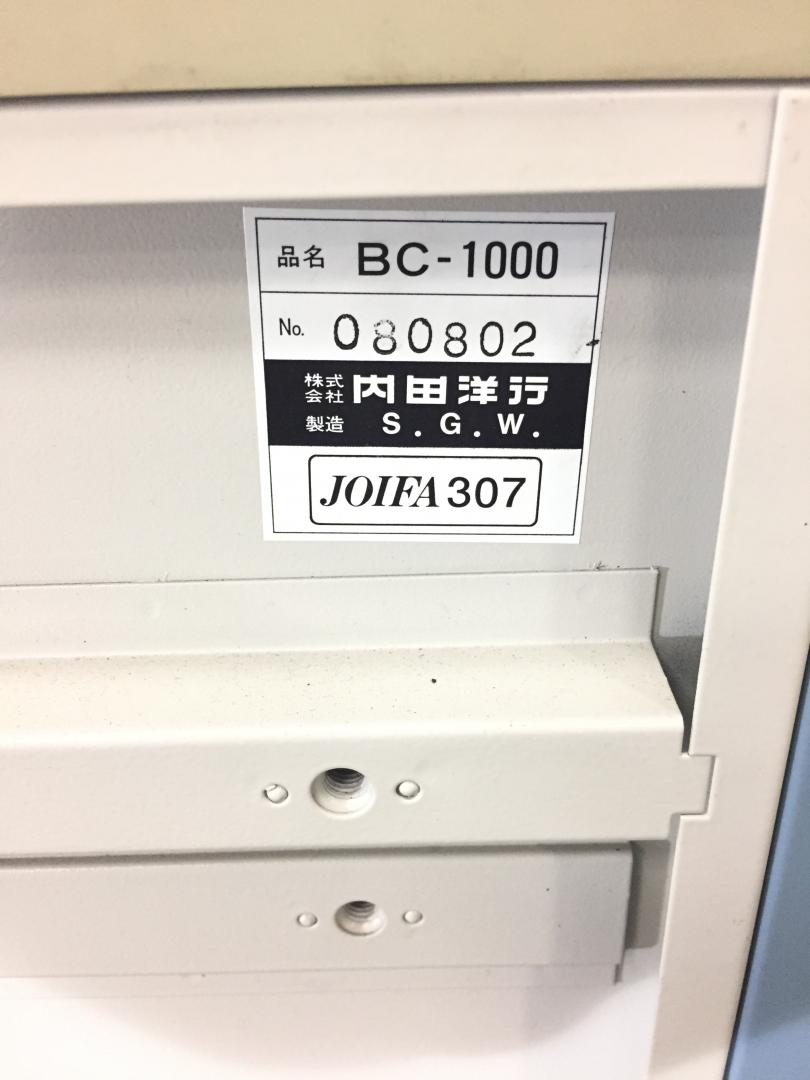 品名 BC-1000
No. 080802
株式会社 内田洋行
製造 S.G.W.
JOIFA 307